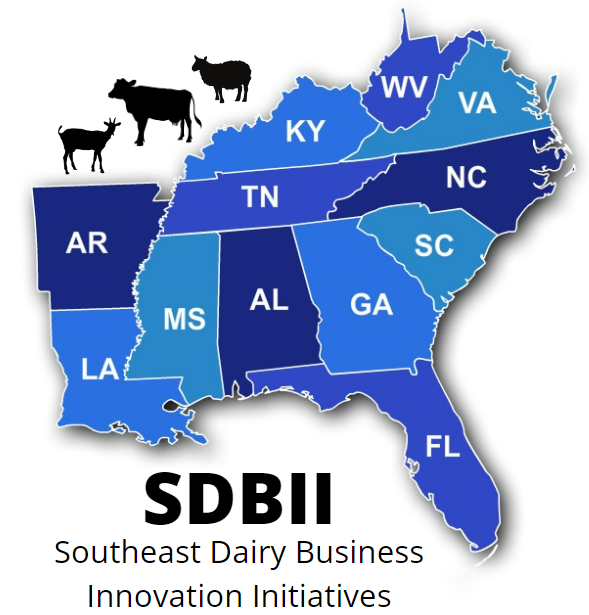 WV
VA
KY
NC
TN
AR
SC
AL
GA
MS
LA
FL
SDBII
Southeast Dairy Business
Innovation Initiatives